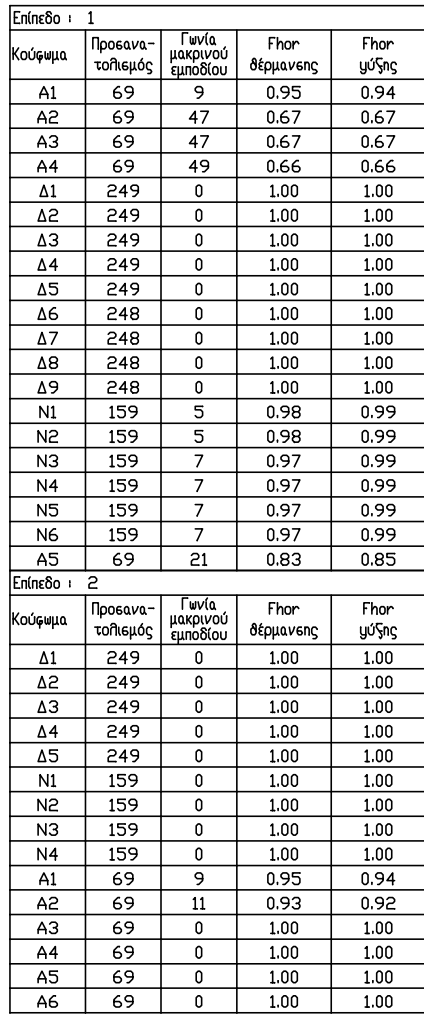 Επίπεδο : 1
Κούφωμα Προσανα- τολισμός Γωνία μακρινού εμποδίου Fhor θέρμανσης Fhor ψύξης
Α1 69 9 0.95 0.94
Α2 69 47 0.67 0.67
Α3 69 47 0.67 0.67
Α4 69 49 0.66 0.66
Δ1 249 0 1.00 1.00
Δ2 249 0 1.00 1.00
Δ3 249 0 1.00 1.00
Δ4 249 0 1.00 1.00
Δ5 249 0 1.00 1.00
Δ6 248 0 1.00 1.00
Δ7 248 0 1.00 1.00
Δ8 248 0 1.00 1.00
Δ9 248 0 1.00 1.00
Ν1 159 5 0.98 0.99
Ν2 159 5 0.98 0.99
Ν3 159 7 0.97 0.99
Ν4 159 7 0.97 0.99
Ν5 159 7 0.97 0.99
Ν6 159 7 0.97 0.99
Α5 69 21 0.83 0.85
Επίπεδο : 2
Κούφωμα Προσανα- τολισμός Γωνία μακρινού εμποδίου Fhor θέρμανσης Fhor ψύξης
Δ1 249 0 1.00 1.00
Δ2 249 0 1.00 1.00
Δ3 249 0 1.00 1.00
Δ4 249 0 1.00 1.00
Δ5 249 0 1.00 1.00
Ν1 159 0 1.00 1.00
Ν2 159 0 1.00 1.00
Ν3 159 0 1.00 1.00
Ν4 159 0 1.00 1.00
Α1 69 9 0.95 0.94
Α2 69 11 0.93 0.92
Α3 69 0 1.00 1.00
Α4 69 0 1.00 1.00
Α5 69 0 1.00 1.00
Α6 69 0 1.00 1.00